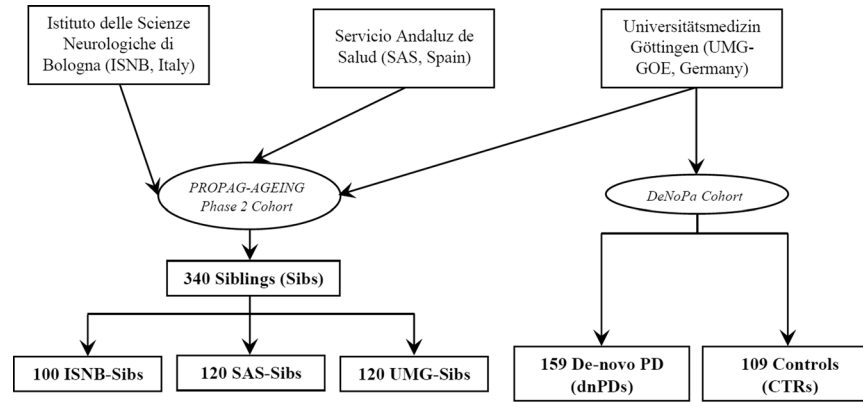 Istituto delle Scienze
Neurologiche di
Bologna (ISNB, Italy)
Servicio Andaluz de
Salud (SAS, Spain)
Universitätsmedizin
Göttingen (UMG-
GOE, Germany)
PROPAG-AGEING
Phase 2 Cohort
DeNoPa Cohort
340 Siblings (Sibs)
100 ISNB-Sibs
120 SAS-Sibs
120 UMG-Sibs
159 De-novo PD
(dnPDs)
109 Controls
(CTRs)